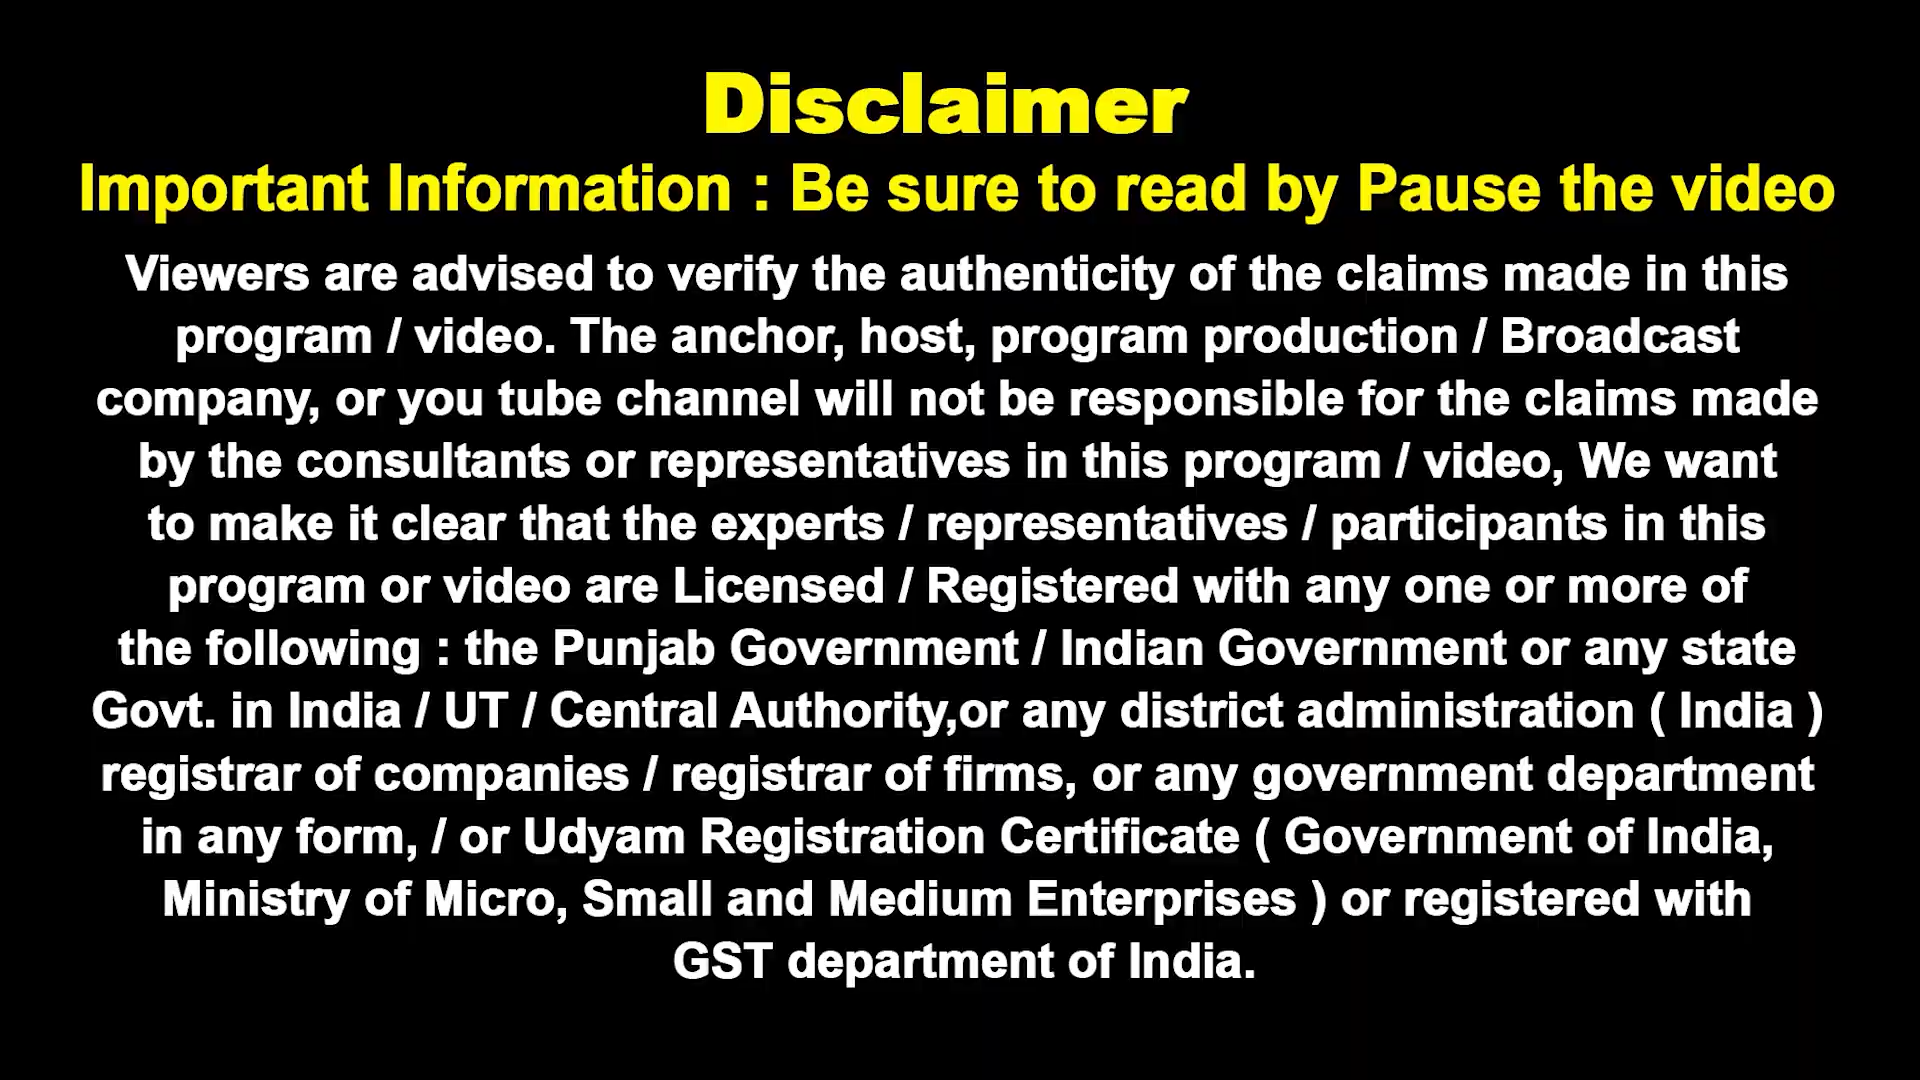 Disclaimer
Important Information : Be sure to read by Pause the video
Viewers are advised to verify the authenticity of the claims made in this
program / video. The anchor, host, program production / Broadcast
company, or you tube channel will not be responsible for the claims made
by the consultants or representatives in this program / video, We want
to make it clear that the experts / representatives / participants in this
program or video are Licensed / Registered with any one or more of
the following : the Punjab Government / Indian Government or any state
Govt. in India / UT / Central Authority,or any district administration ( India )
registrar of companies / registrar of firms, or any government department
in any form, / or Udyam Registration Certificate ( Government of India,
Ministry of Micro, Small and Medium Enterprises ) or registered with
GST department of India.